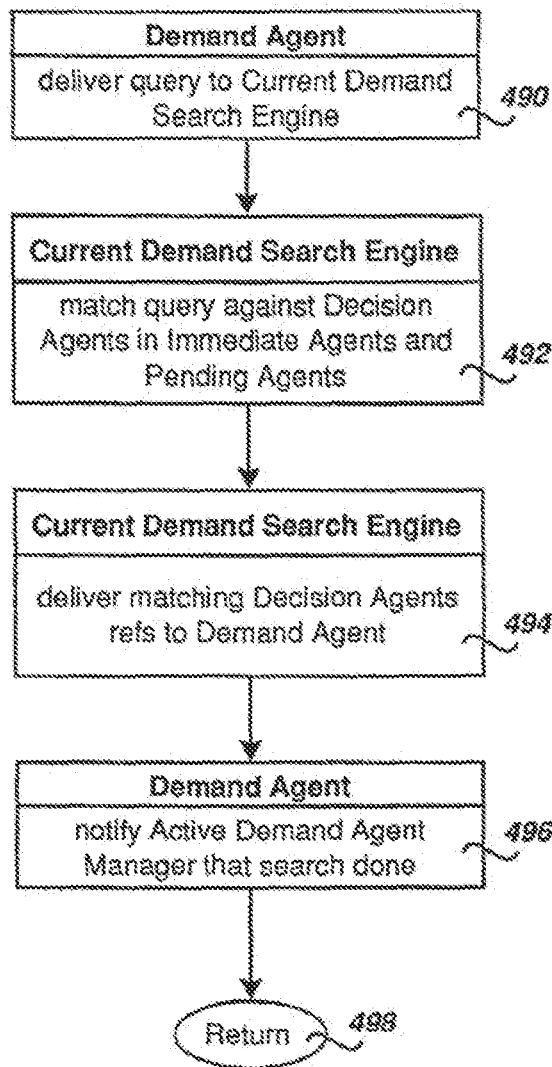 Demand Agent
deliver query to Current Demand
Search Engine
490
Current Demand Search Engine
match query against Decision
Agents in Immediate Agents and
Pending Agents
492
Current Demand Search Engine
deliver matching Decision Agents
refs to Demand Agent
494
Demand Agent
notify Active Demand Agent
Manager that search done
496
Return
498